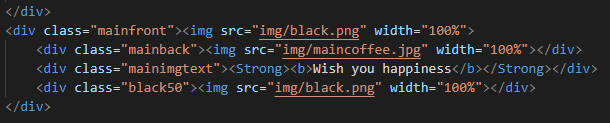 </div>
<div class="mainfront"><img src="img/black.png" width="100%">
    <div class="mainback"><img src="img/maincoffee.jpg" width="100%"></div>
    <div class="mainimgtext"><Strong><b>Wish you happiness</b></Strong></div>
    <div class="black50"><img src="img/black.png" width="100%"></div>
</div>